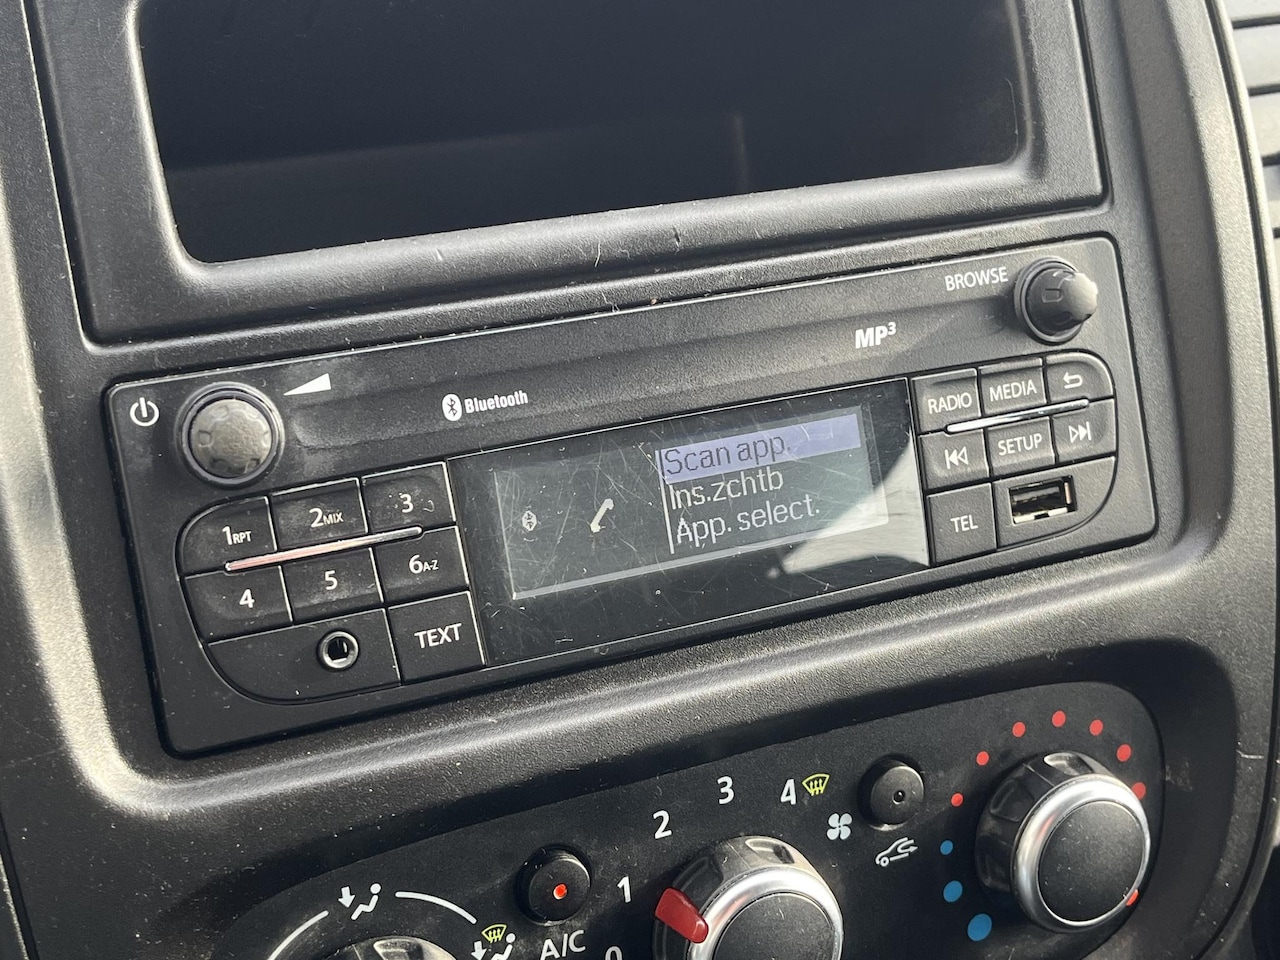 BROWSE
MP3
Bluetooth
RADIO
MEDIA
SETUP
TEL
1RPT
2MIX
3
4
5
6A-Z
TEXT
Scan app.
Ins.zchtb
App. select.
0
1
2
3
4
A/C